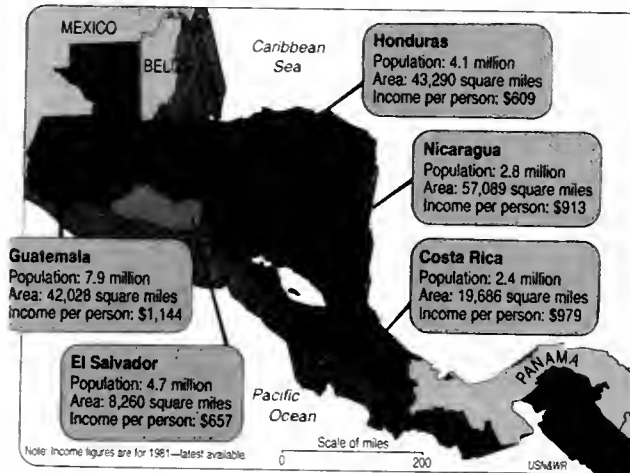 MEXICO
BELIZE
Caribbean
Sea
Honduras
Population: 4.1 million
Area: 43,290 square miles
Income per person: $609
Nicaragua
Population: 2.8 million
Area: 57,089 square miles
Income per person: $913
Guatemala
Population: 7.9 million
Area: 42,028 square miles
Income per person: $1,144
Costa Rica
Population: 2.4 million
Area: 19,686 square miles
Income per person: $979
El Salvador
Population: 4.7 million
Area: 8,260 square miles
Income per person: $657
Pacific
Ocean
PANAMA
Note: Income figures are for 1981—latest available.
Scale of miles
0 200
USN&WR